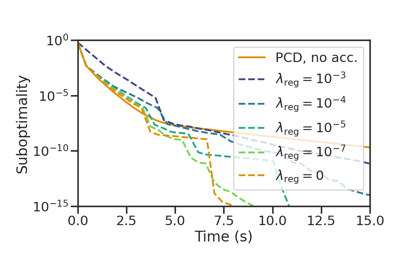 10⁰
10⁻⁵
10⁻¹⁰
10⁻¹⁵
Suboptimality
PCD, no acc.
λreg = 10⁻³
λreg = 10⁻⁴
λreg = 10⁻⁵
λreg = 10⁻⁷
λreg = 0
0.0 2.5 5.0 7.5 10.0 12.5 15.0
Time (s)